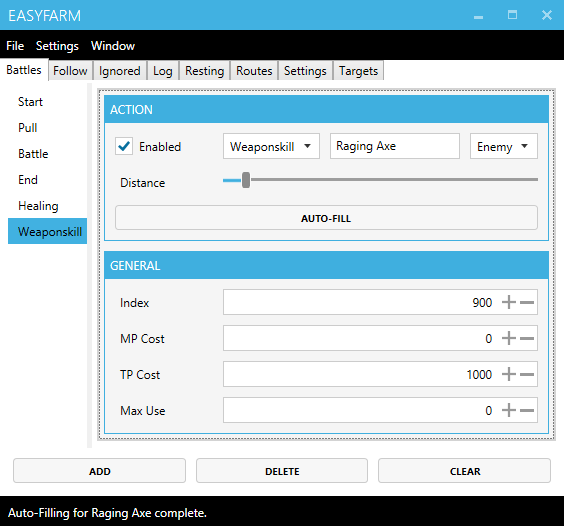 EASYFARM
File Settings Window
Battles Follow Ignored Log Resting Routes Settings Targets
Start
Pull
Battle
End
Healing
Weaponskill
ACTION
Enabled Weaponskill Raging Axe Enemy
Distance
AUTO-FILL
GENERAL
Index 900
MP Cost 0
TP Cost 1000
Max Use 0
ADD DELETE CLEAR
Auto-Filling for Raging Axe complete.